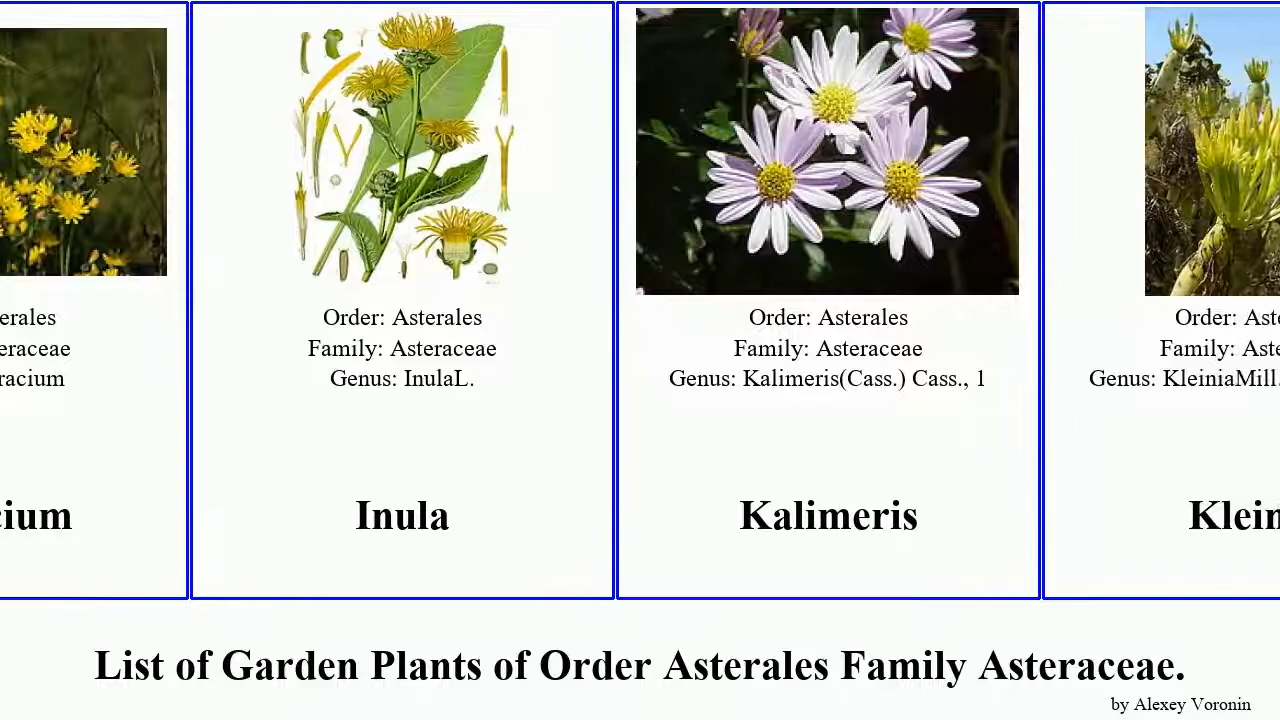 erales
eraceae
racium
cium
Order: Asterales
Family: Asteraceae
Genus: InulaL.
Inula
Order: Asterales
Family: Asteraceae
Genus: Kalimeris(Cass.) Cass., 1
Kalimeris
Order: Aste
Family: Aste
Genus: KleiniaMill.
Klein
List of Garden Plants of Order Asterales Family Asteraceae.
by Alexey Voronin